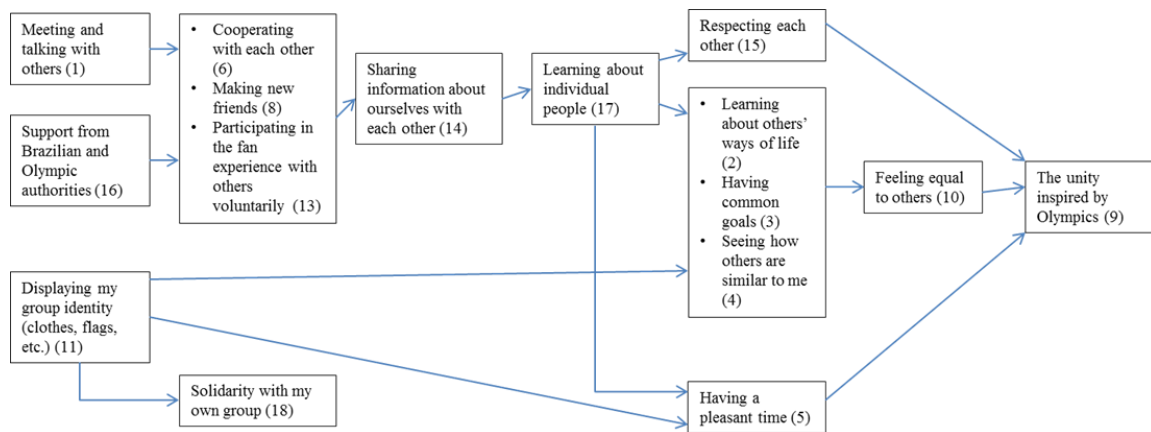 Meeting and
talking with
others (1)
Support from
Brazilian and
Olympic
authorities (16)
• Cooperating
with each other
(6)
• Making new
friends (8)
• Participating in
the fan
experience with
others
voluntarily (13)
Sharing
information about
ourselves with
each other (14)
Learning about
individual
people (17)
Respecting each
other (15)
• Learning
about others’
ways of life
(2)
• Having
common
goals (3)
• Seeing how
others are
similar to me
(4)
Feeling equal
to others (10)
The unity
inspired by
Olympics (9)
Displaying my
group identity
(clothes, flags,
etc.) (11)
Solidarity with my
own group (18)
Having a
pleasant time (5)